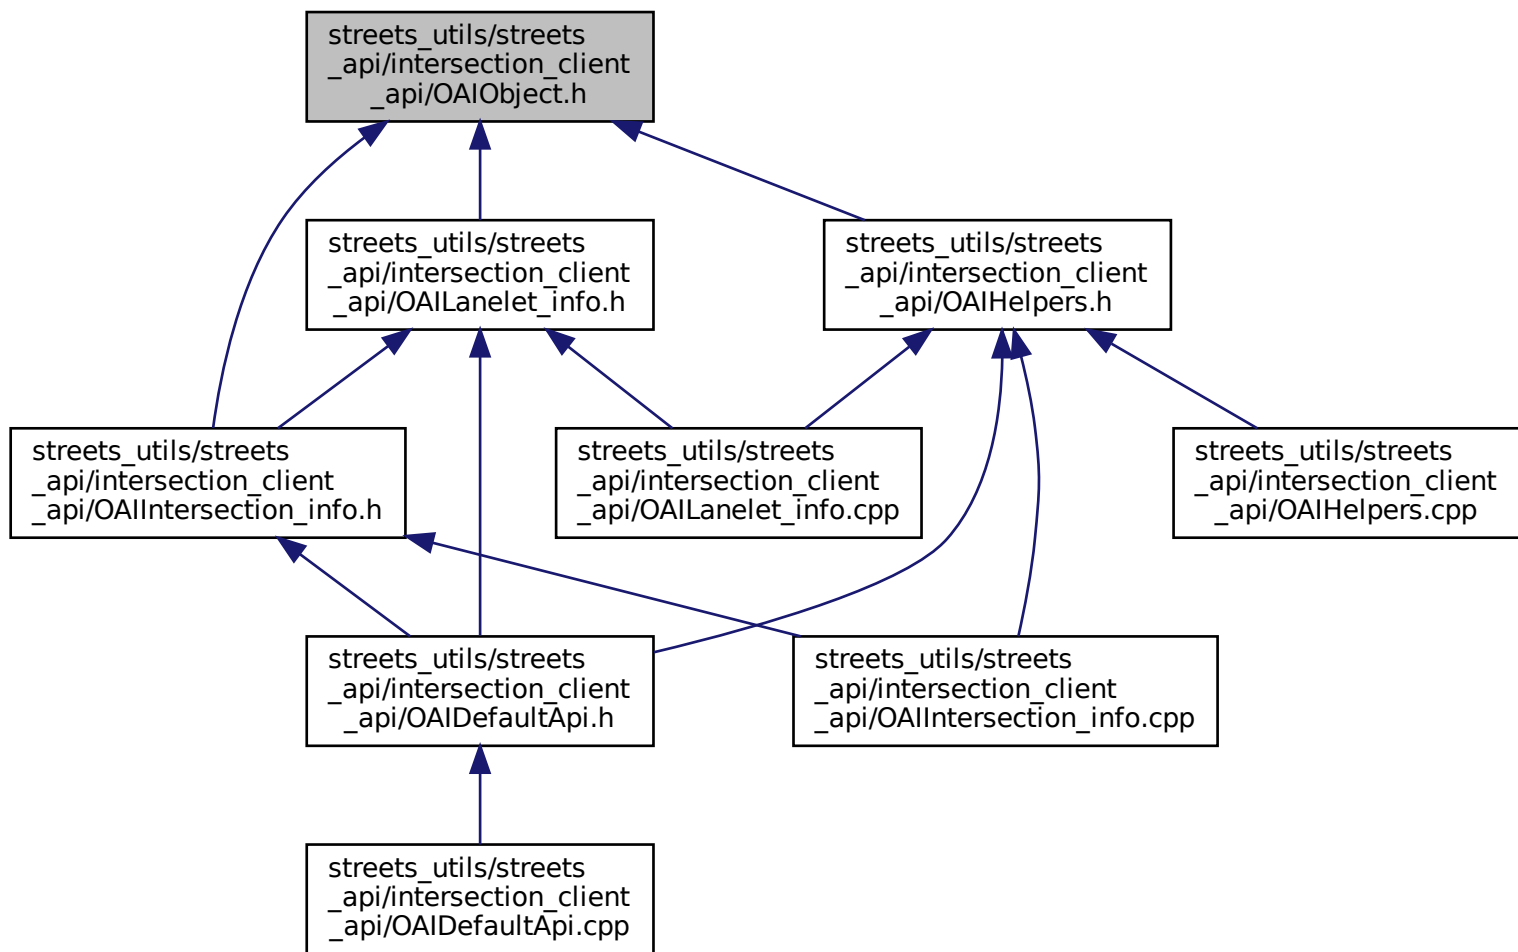 streets_utils/streets
_api/intersection_client
_api/OAIObject.h
streets_utils/streets
_api/intersection_client
_api/OAILanelet_info.h
streets_utils/streets
_api/intersection_client
_api/OAIHelpers.h
streets_utils/streets
_api/intersection_client
_api/OAIIntersection_info.h
streets_utils/streets
_api/intersection_client
_api/OAILanelet_info.cpp
streets_utils/streets
_api/intersection_client
_api/OAIHelpers.cpp
streets_utils/streets
_api/intersection_client
_api/OAIDefaultApi.h
streets_utils/streets
_api/intersection_client
_api/OAIIntersection_info.cpp
streets_utils/streets
_api/intersection_client
_api/OAIDefaultApi.cpp